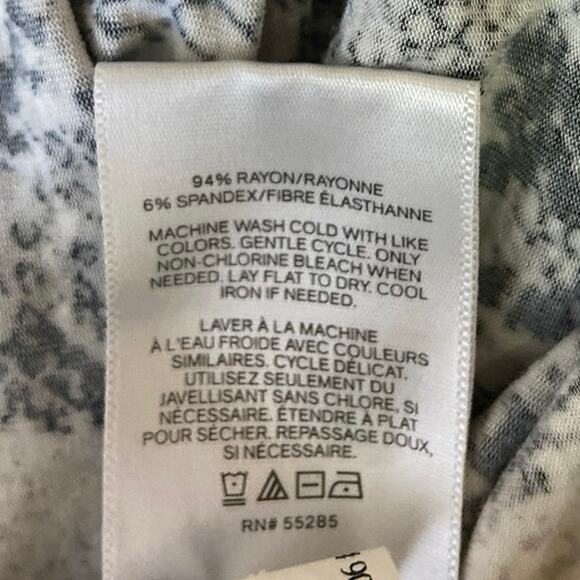 94% RAYON/RAYONNE
6% SPANDEX/FIBRE ÉLASTHANNE
MACHINE WASH COLD WITH LIKE
COLORS. GENTLE CYCLE. ONLY
NON-CHLORINE BLEACH WHEN
NEEDED. LAY FLAT TO DRY. COOL
IRON IF NEEDED.
LAVER À LA MACHINE
À L'EAU FROIDE AVEC COULEURS
SIMILAIRES. CYCLE DÉLICAT.
UTILISEZ SEULEMENT DU
JAVELLISANT SANS CHLORE, SI
NÉCESSAIRE. ÉTENDRE À PLAT
POUR SÉCHER. REPASSAGE DOUX,
SI NÉCESSAIRE.
RN# 55285